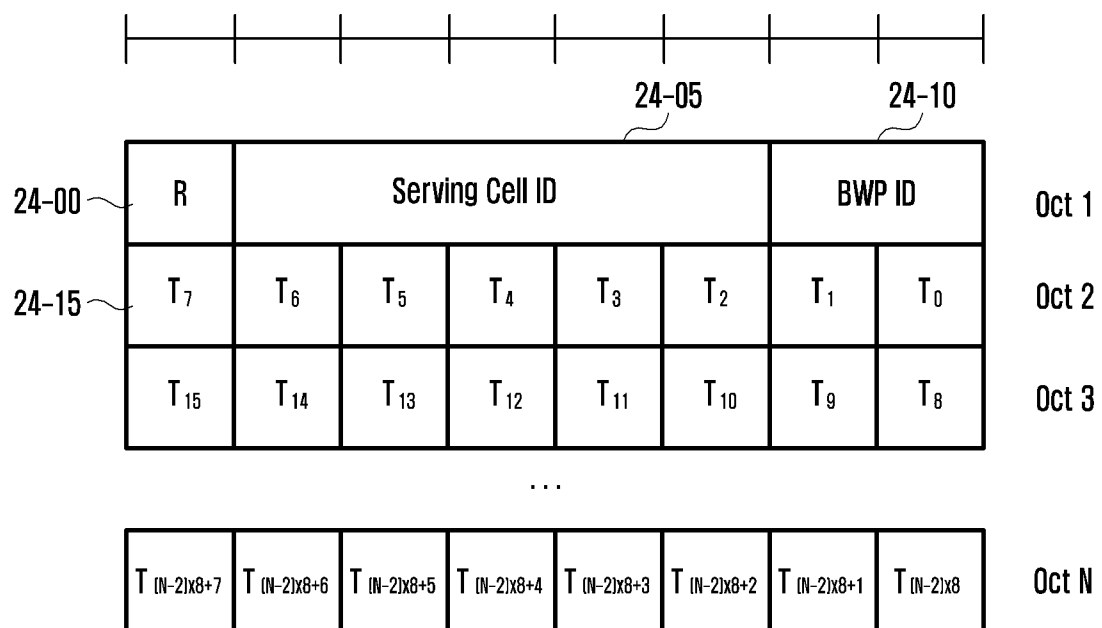 24-05 24-10
24-00 R Serving Cell ID BWP ID Oct 1
24-15 T7 T6 T5 T4 T3 T2 T1 T0 Oct 2
T15 T14 T13 T12 T11 T10 T9 T8 Oct 3
...
T(N-2)x8+7 T(N-2)x8+6 T(N-2)x8+5 T(N-2)x8+4 T(N-2)x8+3 T(N-2)x8+2 T(N-2)x8+1 T(N-2)x8 Oct N